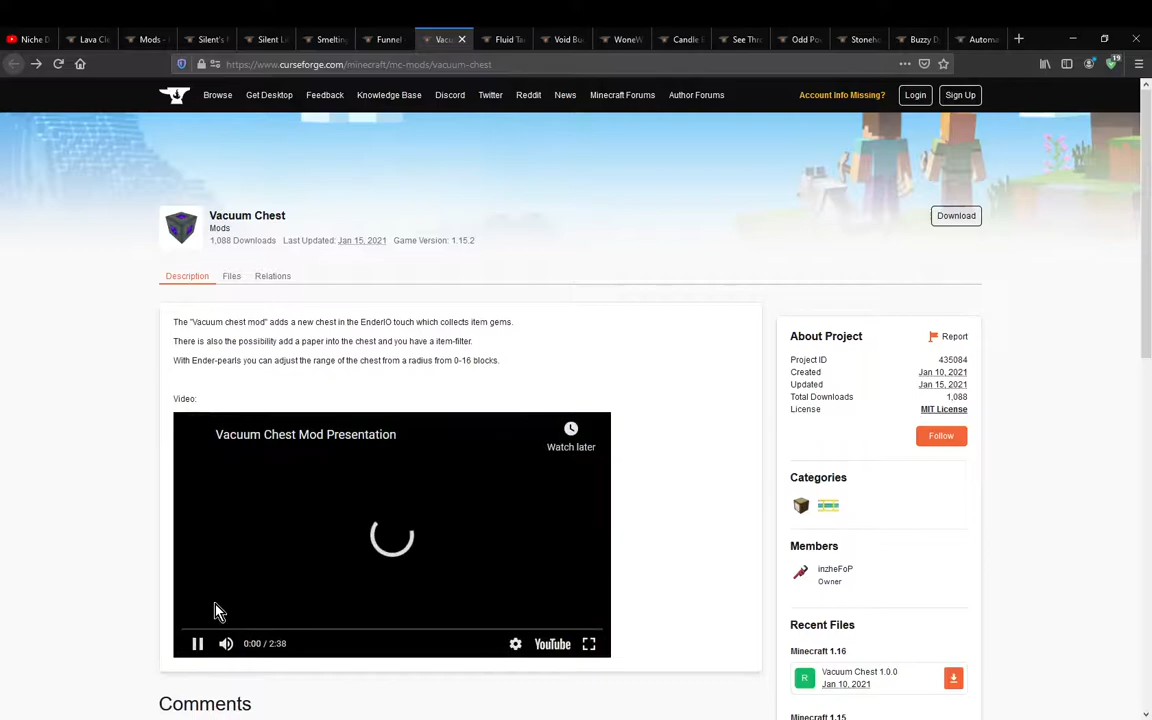 Niche D
Lava Cle
Mods -
Silent's M
Silent Li
Smelting
Funnel
Vacu
Fluid Tac
Void Bu
WoneW
Candle E
See Thre
Odd Po
Stoneho
Buzzy D
Automa
https://www.curseforge.com/minecraft/mc-mods/vacuum-chest
19
Browse Get Desktop Feedback Knowledge Base Discord Twitter Reddit News Minecraft Forums Author Forums Account Info Missing? Login Sign Up
Vacuum Chest
Mods
1,088 Downloads Last Updated: Jan 15, 2021 Game Version: 1.15.2
Download
Description Files Relations
The "Vacuum chest mod" adds a new chest in the EnderIO touch which collects item gems.
There is also the possibility add a paper into the chest and you have a item-filter.
With Ender-pearls you can adjust the range of the chest from a radius from 0-16 blocks.
Video:
Vacuum Chest Mod Presentation
Watch later
0:00 / 2:38
YouTube
Comments
About Project
Report
Project ID 435084
Created Jan 10, 2021
Updated Jan 15, 2021
Total Downloads 1,088
License MIT License
Follow
Categories
Members
inzheFoP
Owner
Recent Files
Minecraft 1.16
R
Vacuum Chest 1.0.0
Jan 10, 2021
Minecraft 1.15